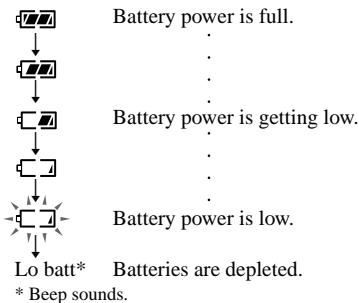 Battery power is full.
Battery power is getting low.
Battery power is low.
Lo batt* Batteries are depleted.
* Beep sounds.